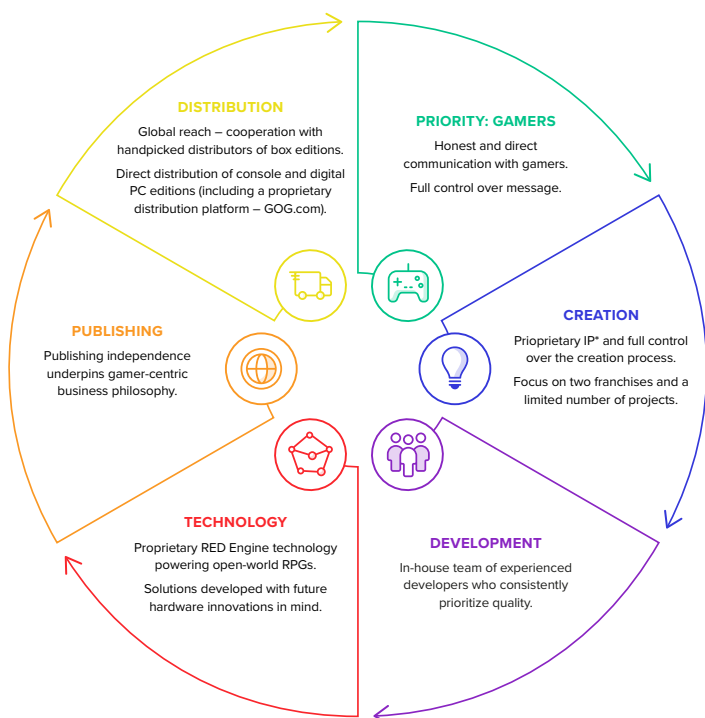 DISTRIBUTION
Global reach – cooperation with
handpicked distributors of box editions.
Direct distribution of console and digital
PC editions (including a proprietary
distribution platform – GOG.com).
PRIORITY: GAMERS
Honest and direct
communication with gamers.
Full control over message.
CREATION
Prioprietary IP* and full control
over the creation process.
Focus on two franchises and a
limited number of projects.
DEVELOPMENT
In-house team of experienced
developers who consistently
prioritize quality.
TECHNOLOGY
Proprietary RED Engine technology
powering open-world RPGs.
Solutions developed with future
hardware innovations in mind.
PUBLISHING
Publishing independence
underpins gamer-centric
business philosophy.